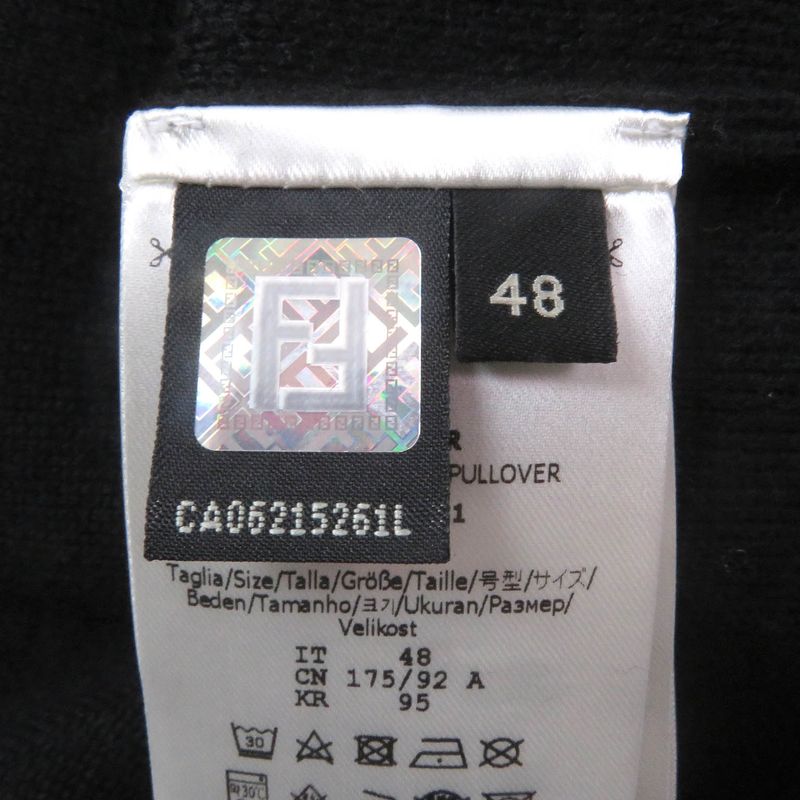 48
R
PULLOVER
1
CA06215261L
Taglia/Size/Talla/Größe/Taille/号型/サイズ/
Beden/Tamanho/크기/Ukuran/Размер/
Velikost
IT 48
CN 175/92 A
KR 95
30
30℃